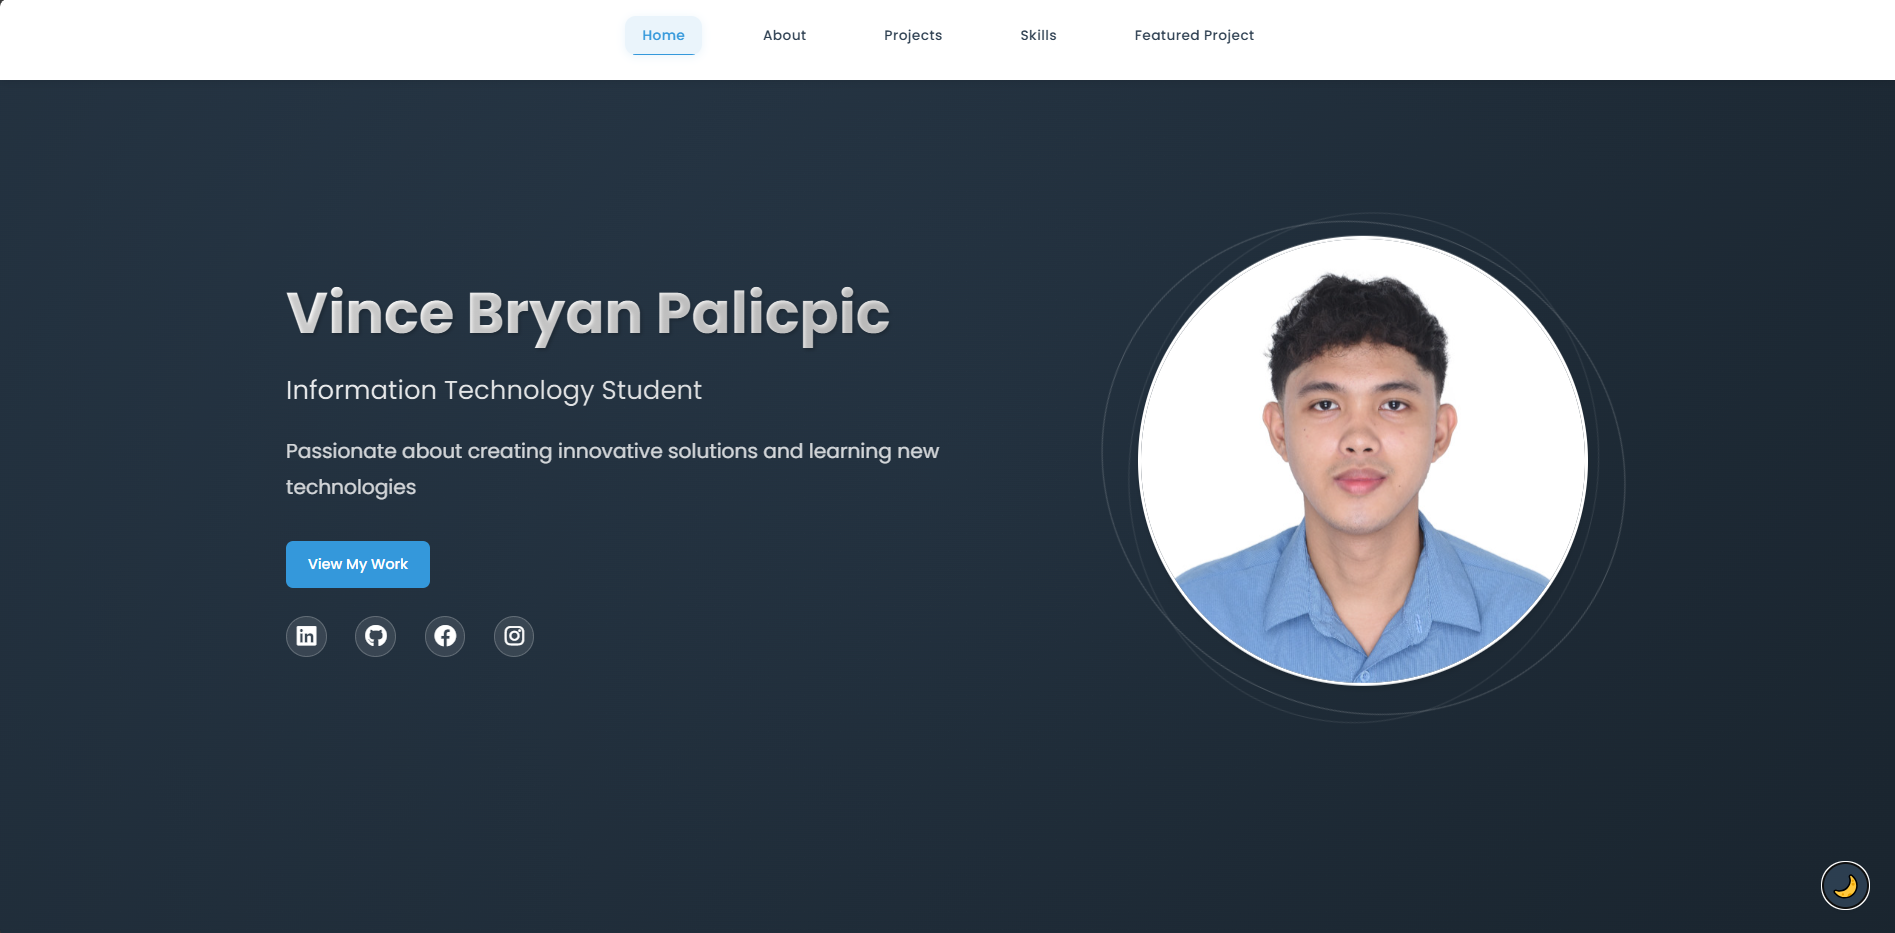 Home About Projects Skills Featured Project
Vince Bryan Palicpic
Information Technology Student
Passionate about creating innovative solutions and learning new
technologies
View My Work